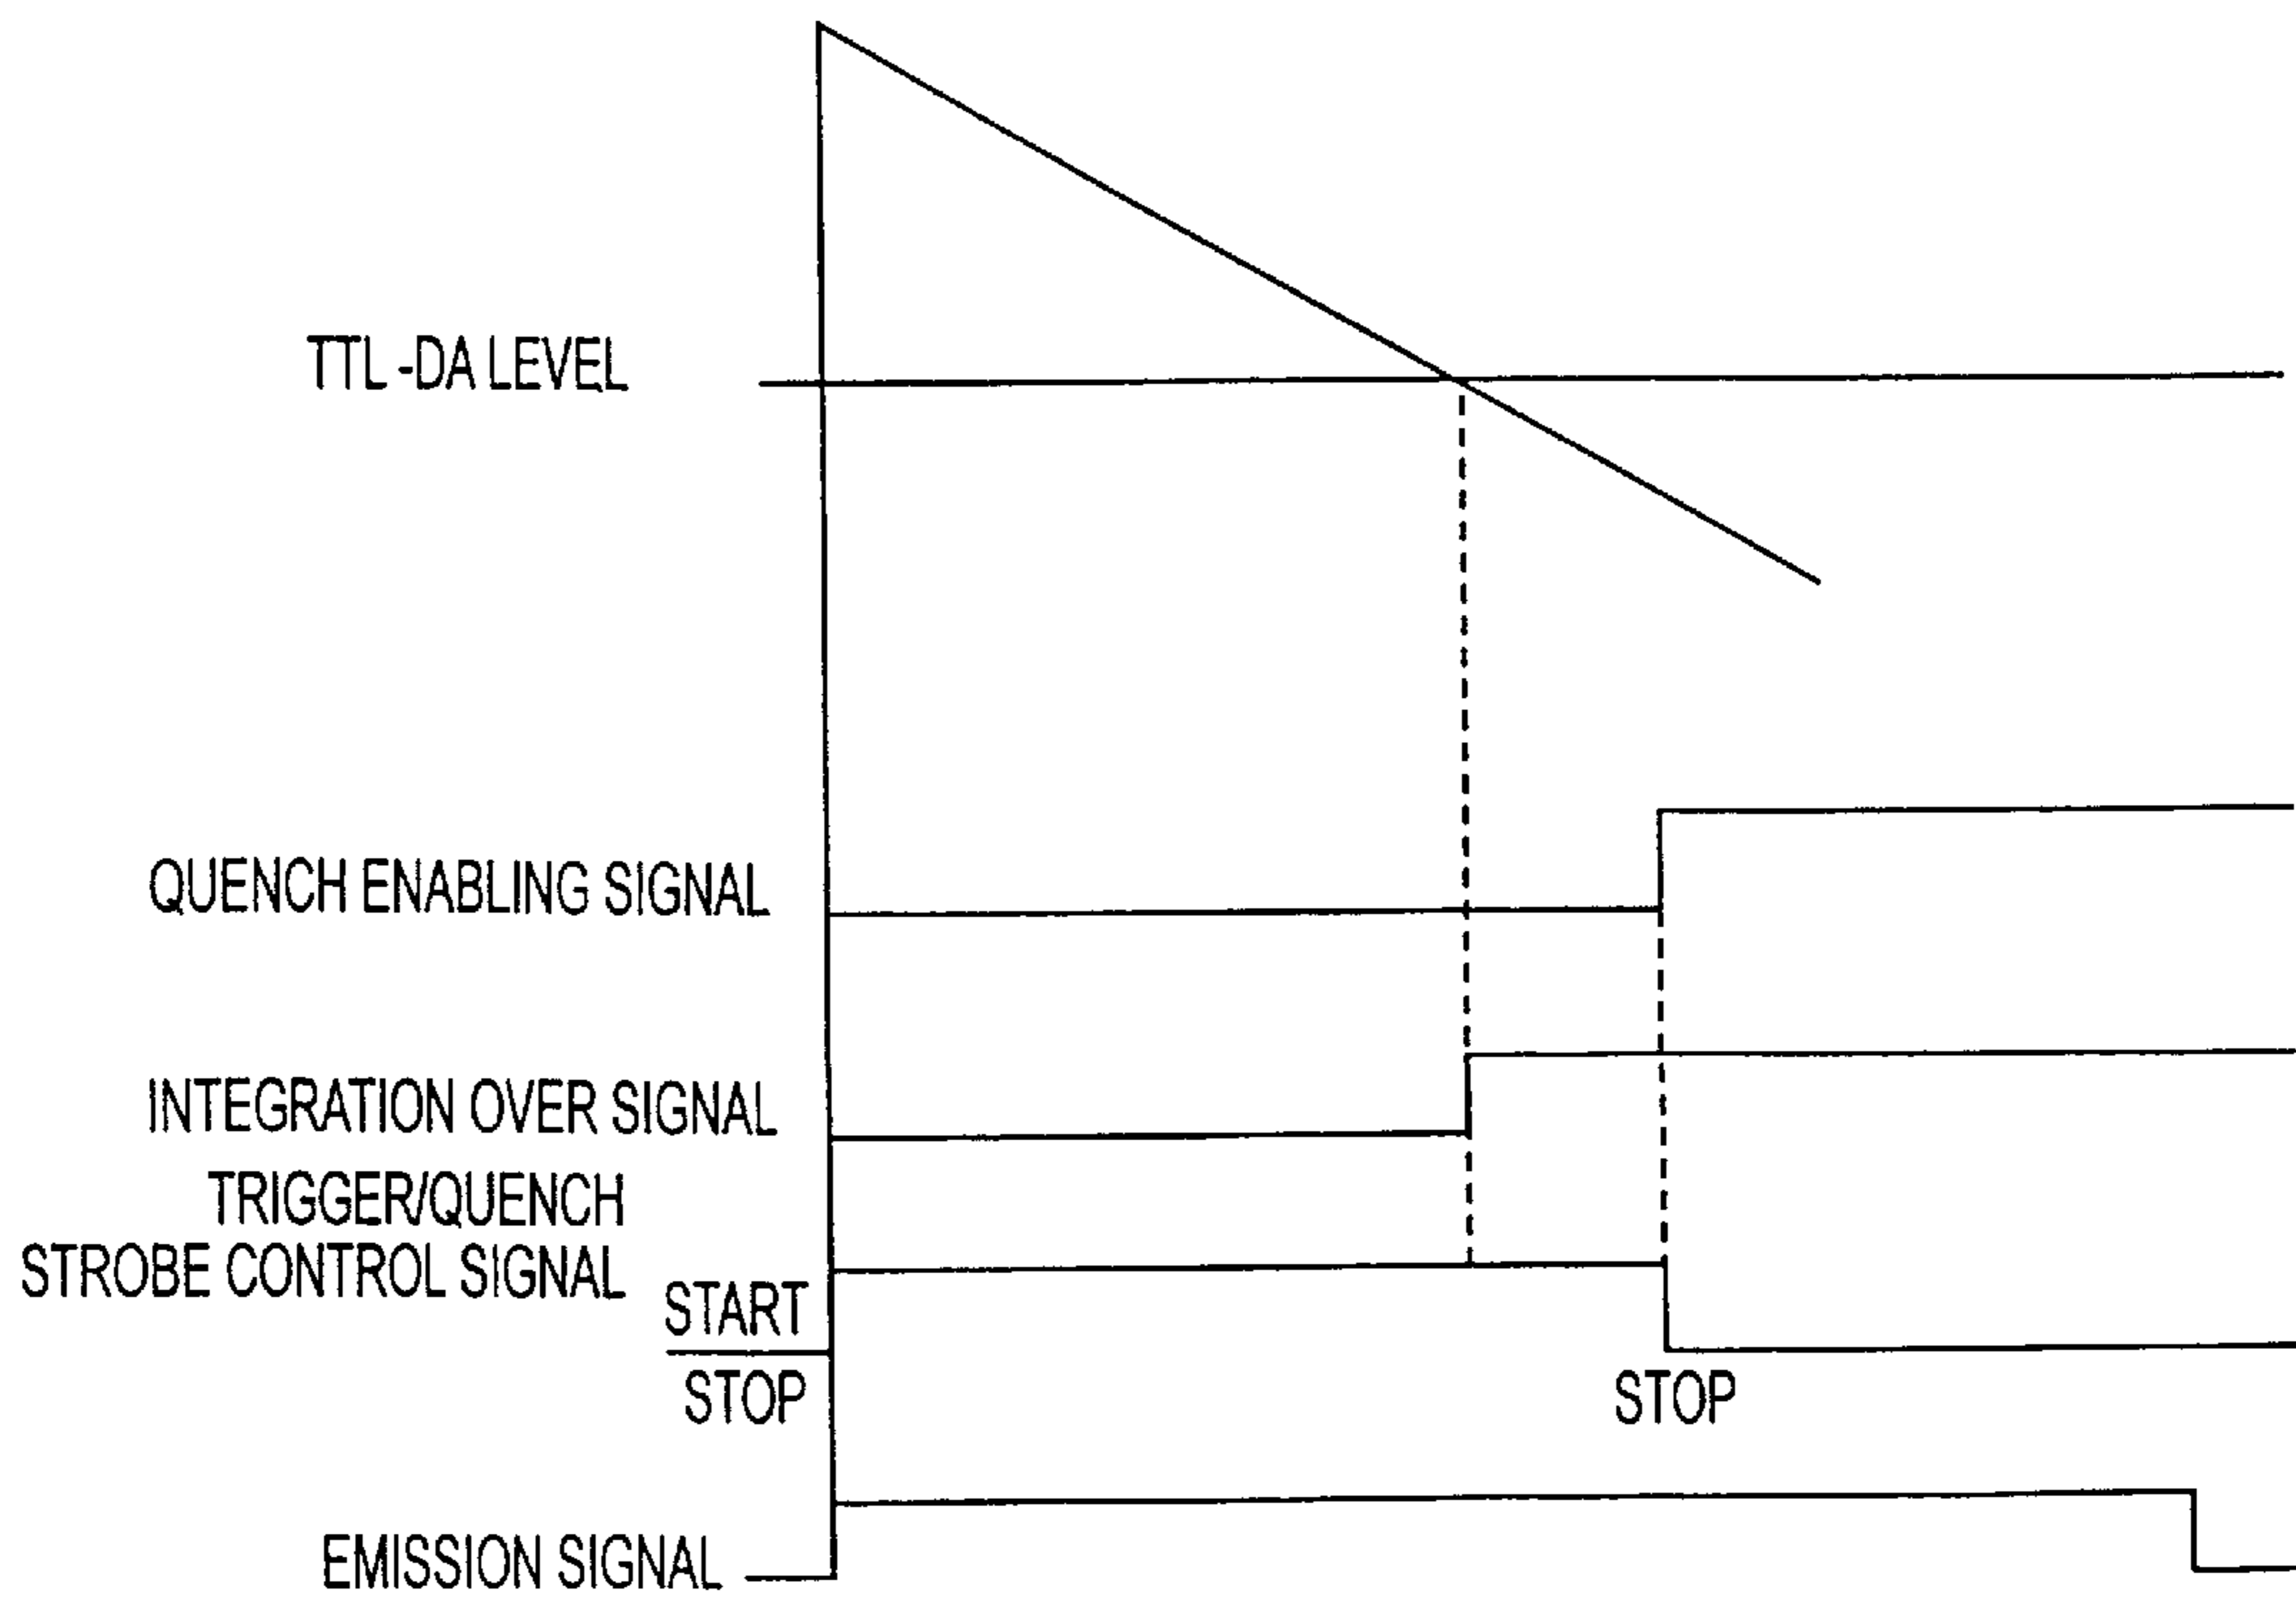 TTL -DA LEVEL
QUENCH ENABLING SIGNAL
INTEGRATION OVER SIGNAL
TRIGGER/QUENCH
STROBE CONTROL SIGNAL
START
STOP
STOP
EMISSION SIGNAL